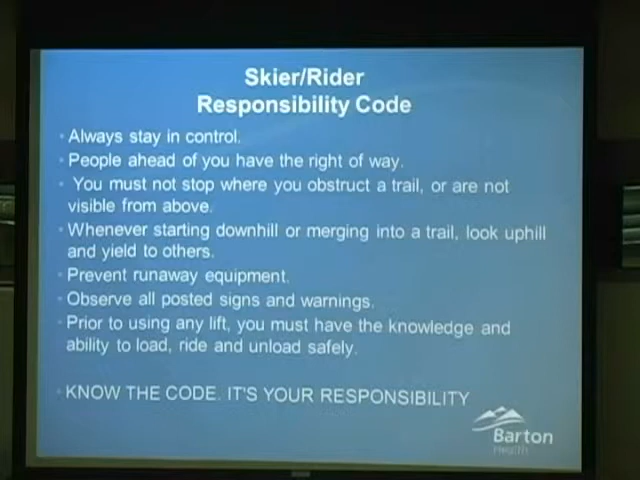 Skier/Rider
Responsibility Code
Always stay in control.
People ahead of you have the right of way.
You must not stop where you obstruct a trail, or are not
visible from above.
Whenever starting downhill or merging into a trail, look uphill
and yield to others.
Prevent runaway equipment.
Observe all posted signs and warnings.
Prior to using any lift, you must have the knowledge and
ability to load, ride and unload safely.
KNOW THE CODE. IT'S YOUR RESPONSIBILITY
Barton
Health